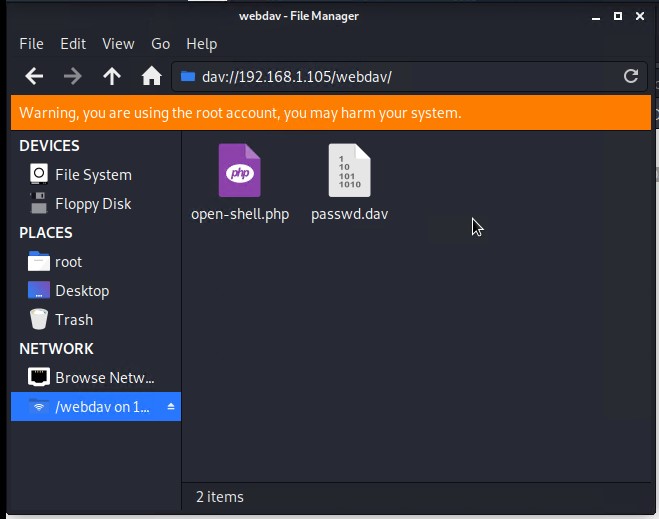 webdav - File Manager
File Edit View Go Help
dav://192.168.1.105/webdav/
Warning, you are using the root account, you may harm your system.
DEVICES
File System
Floppy Disk
PLACES
root
Desktop
Trash
NETWORK
Browse Netw...
/webdav on 1...
php
open-shell.php
1
10
101
1010
passwd.dav
2 items